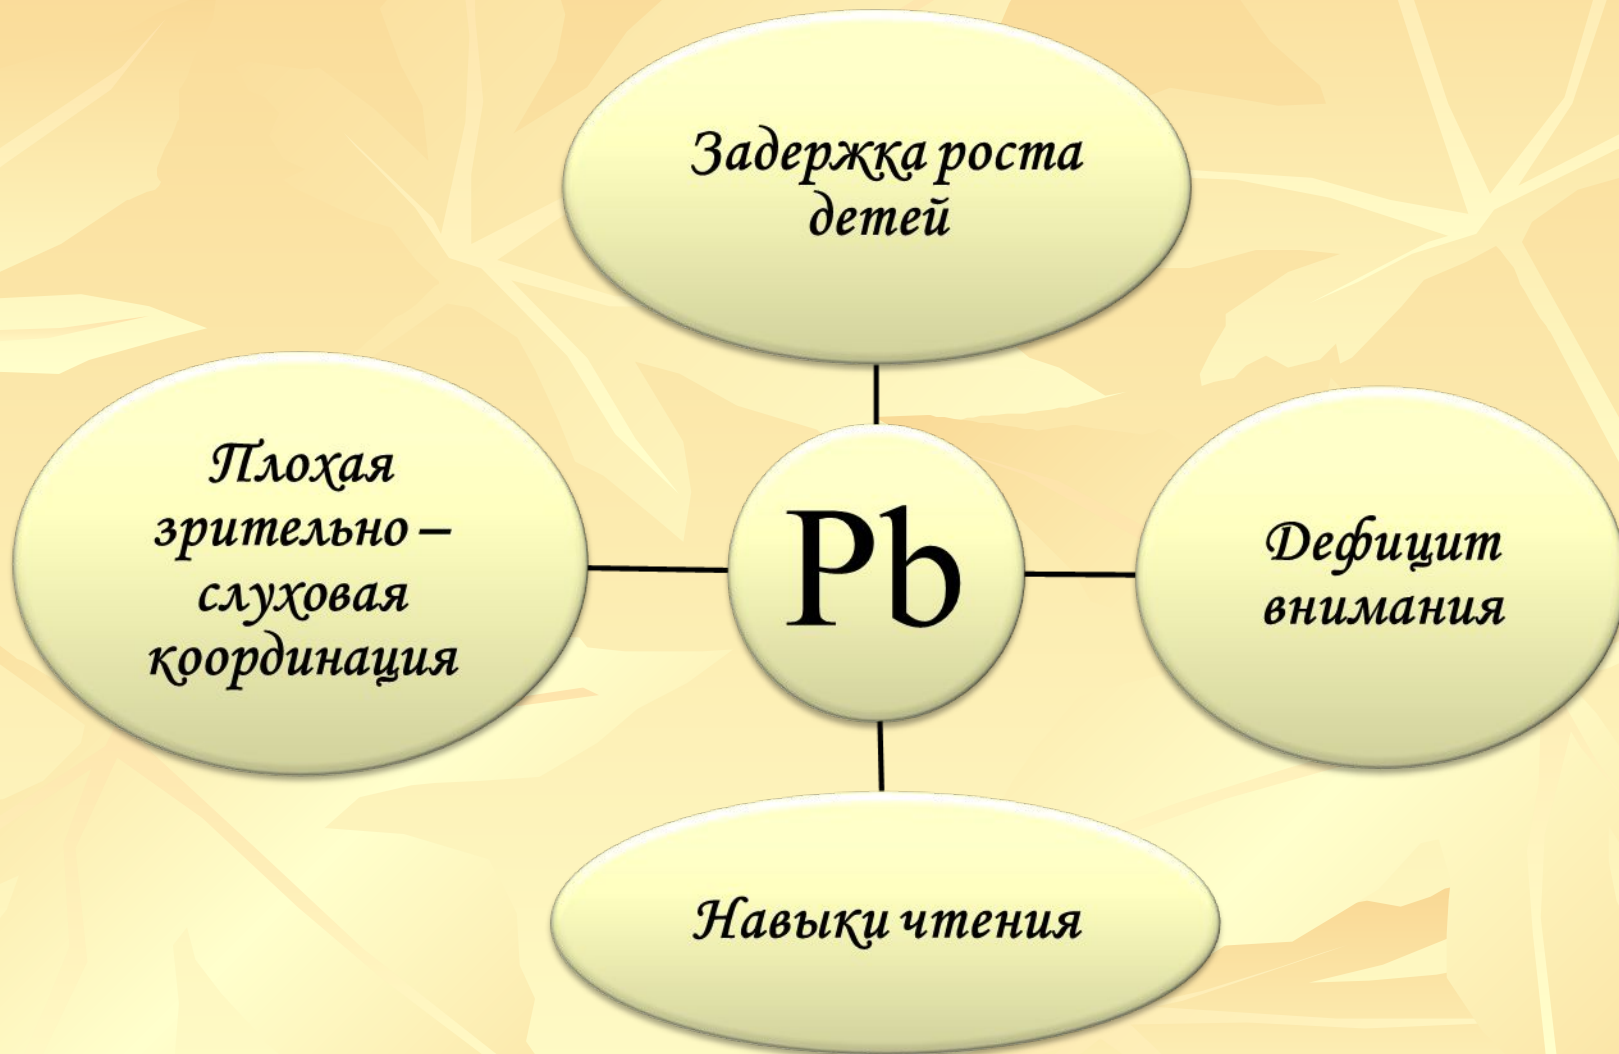 Задержка роста
детей
Плохая
зрительно –
слуховая
координация
Pb
Дефицит
внимания
Навыки чтения